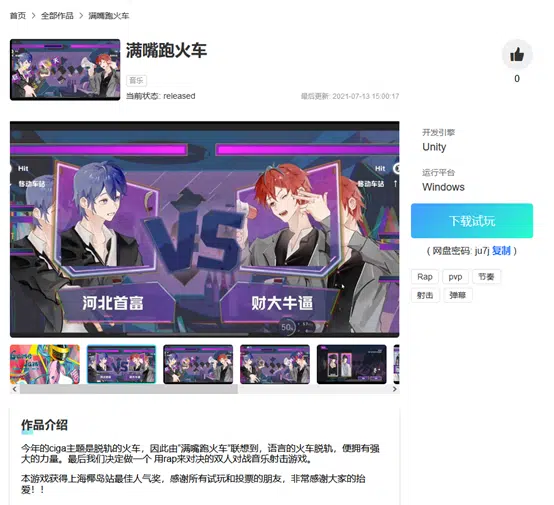 首页 > 全部作品 > 满嘴跑火车
满嘴跑火车
音乐
当前状态: released
最后更新: 2021-07-13 15:00:17
0
Hit
移动车站
Hit
移动车站
VS
河北首富
财大牛逼
开发引擎
Unity
运行平台
Windows
下载试玩
( 网盘密码: ju7j 复制 )
Rap
pvp
节奏
射击
弹幕
作品介绍
今年的ciga主题是脱轨的火车，因此由"满嘴跑火车"联想到，语言的火车脱轨，便拥有强
大的力量。最后我们决定做一个 用rap来对决的双人对战音乐射击游戏。
本游戏获得上海椰岛站最佳人气奖，感谢所有试玩和投票的朋友，非常感谢大家的抬
爱！！